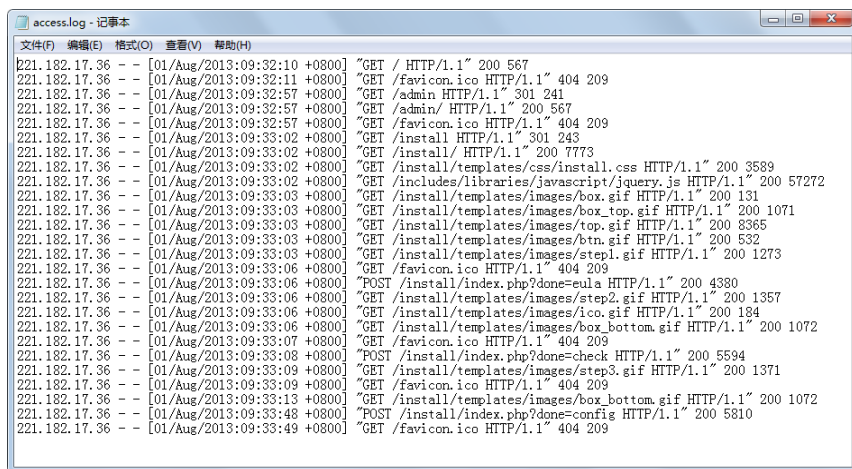 access.log - 记事本
文件(F) 编辑(E) 格式(O) 查看(V) 帮助(H)
221.182.17.36 - - [01/Aug/2013:09:32:10 +0800] "GET / HTTP/1.1" 200 567
221.182.17.36 - - [01/Aug/2013:09:32:11 +0800] "GET /favicon.ico HTTP/1.1" 404 209
221.182.17.36 - - [01/Aug/2013:09:32:57 +0800] "GET /admin HTTP/1.1" 301 241
221.182.17.36 - - [01/Aug/2013:09:32:57 +0800] "GET /admin/ HTTP/1.1" 200 567
221.182.17.36 - - [01/Aug/2013:09:32:57 +0800] "GET /favicon.ico HTTP/1.1" 404 209
221.182.17.36 - - [01/Aug/2013:09:33:02 +0800] "GET /install HTTP/1.1" 301 243
221.182.17.36 - - [01/Aug/2013:09:33:02 +0800] "GET /install/ HTTP/1.1" 200 7773
221.182.17.36 - - [01/Aug/2013:09:33:02 +0800] "GET /install/templates/css/install.css HTTP/1.1" 200 3589
221.182.17.36 - - [01/Aug/2013:09:33:02 +0800] "GET /includes/libraries/javascript/jquery.js HTTP/1.1" 200 57272
221.182.17.36 - - [01/Aug/2013:09:33:03 +0800] "GET /install/templates/images/box.gif HTTP/1.1" 200 131
221.182.17.36 - - [01/Aug/2013:09:33:03 +0800] "GET /install/templates/images/box_top.gif HTTP/1.1" 200 1071
221.182.17.36 - - [01/Aug/2013:09:33:03 +0800] "GET /install/templates/images/top.gif HTTP/1.1" 200 8365
221.182.17.36 - - [01/Aug/2013:09:33:03 +0800] "GET /install/templates/images/btn.gif HTTP/1.1" 200 532
221.182.17.36 - - [01/Aug/2013:09:33:03 +0800] "GET /install/templates/images/step1.gif HTTP/1.1" 200 1273
221.182.17.36 - - [01/Aug/2013:09:33:06 +0800] "GET /favicon.ico HTTP/1.1" 404 209
221.182.17.36 - - [01/Aug/2013:09:33:06 +0800] "POST /install/index.php?done=eula HTTP/1.1" 200 4380
221.182.17.36 - - [01/Aug/2013:09:33:06 +0800] "GET /install/templates/images/step2.gif HTTP/1.1" 200 1357
221.182.17.36 - - [01/Aug/2013:09:33:06 +0800] "GET /install/templates/images/ico.gif HTTP/1.1" 200 184
221.182.17.36 - - [01/Aug/2013:09:33:06 +0800] "GET /install/templates/images/box_bottom.gif HTTP/1.1" 200 1072
221.182.17.36 - - [01/Aug/2013:09:33:07 +0800] "GET /favicon.ico HTTP/1.1" 404 209
221.182.17.36 - - [01/Aug/2013:09:33:08 +0800] "POST /install/index.php?done=check HTTP/1.1" 200 5594
221.182.17.36 - - [01/Aug/2013:09:33:09 +0800] "GET /install/templates/images/step3.gif HTTP/1.1" 200 1371
221.182.17.36 - - [01/Aug/2013:09:33:09 +0800] "GET /favicon.ico HTTP/1.1" 404 209
221.182.17.36 - - [01/Aug/2013:09:33:13 +0800] "GET /install/templates/images/box_bottom.gif HTTP/1.1" 200 1072
221.182.17.36 - - [01/Aug/2013:09:33:48 +0800] "POST /install/index.php?done=config HTTP/1.1" 200 5810
221.182.17.36 - - [01/Aug/2013:09:33:49 +0800] "GET /favicon.ico HTTP/1.1" 404 209